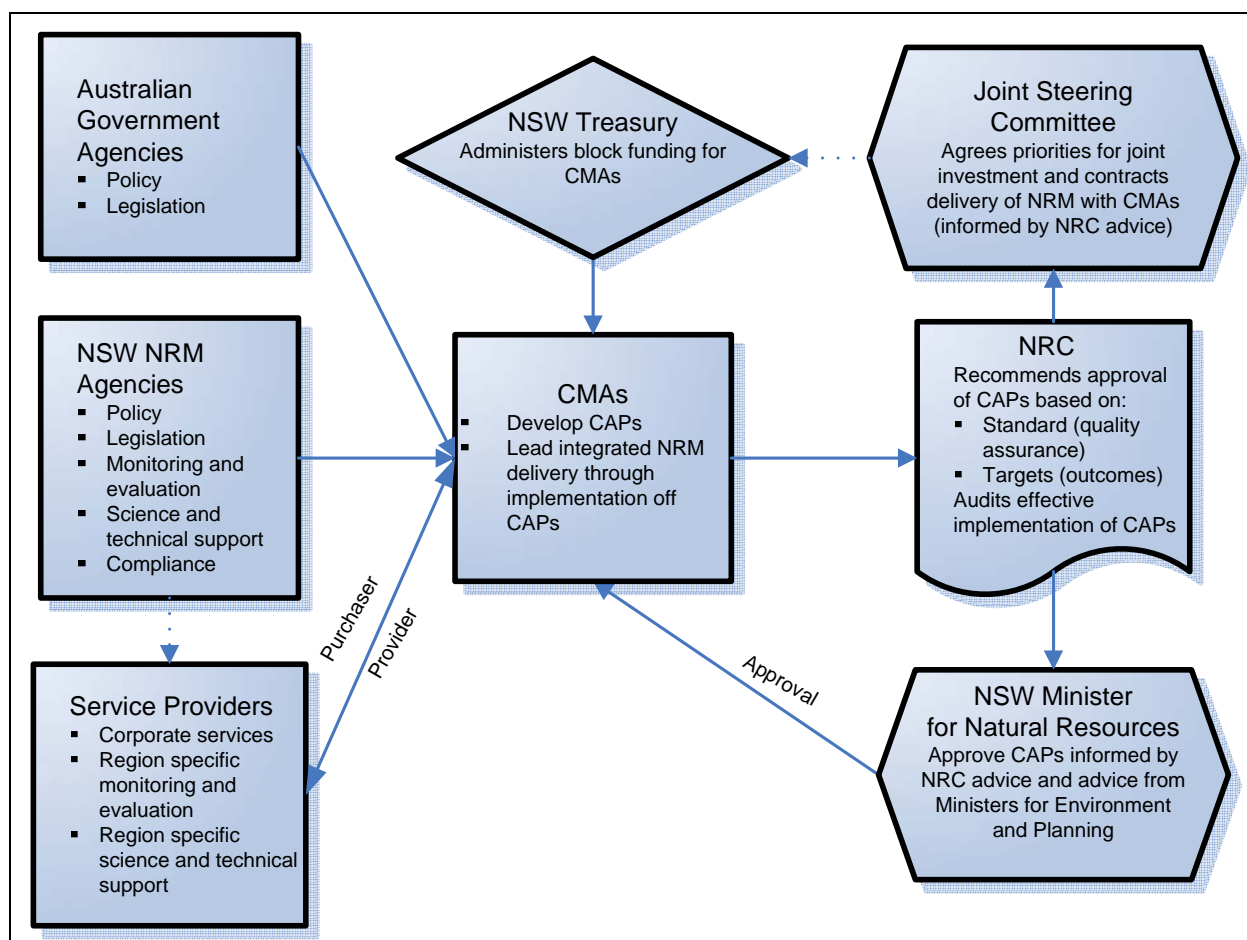 Australian
Government
Agencies
▪ Policy
▪ Legislation
NSW Treasury
Administers block funding for
CMAs
Joint Steering
Committee
Agrees priorities for joint
investment and contracts
delivery of NRM with CMAs
(informed by NRC advice)
NSW NRM
Agencies
▪ Policy
▪ Legislation
▪ Monitoring and
evaluation
▪ Science and
technical support
▪ Compliance
CMAs
▪ Develop CAPs
▪ Lead integrated NRM
delivery through
implementation off
CAPs
NRC
Recommends approval
of CAPs based on:
▪ Standard (quality
assurance)
▪ Targets (outcomes)
Audits effective
implementation of CAPs
Purchaser
Provider
Approval
Service Providers
▪ Corporate services
▪ Region specific
monitoring and
evaluation
▪ Region specific
science and technical
support
NSW Minister
for Natural Resources
Approve CAPs informed by
NRC advice and advice from
Ministers for Environment
and Planning